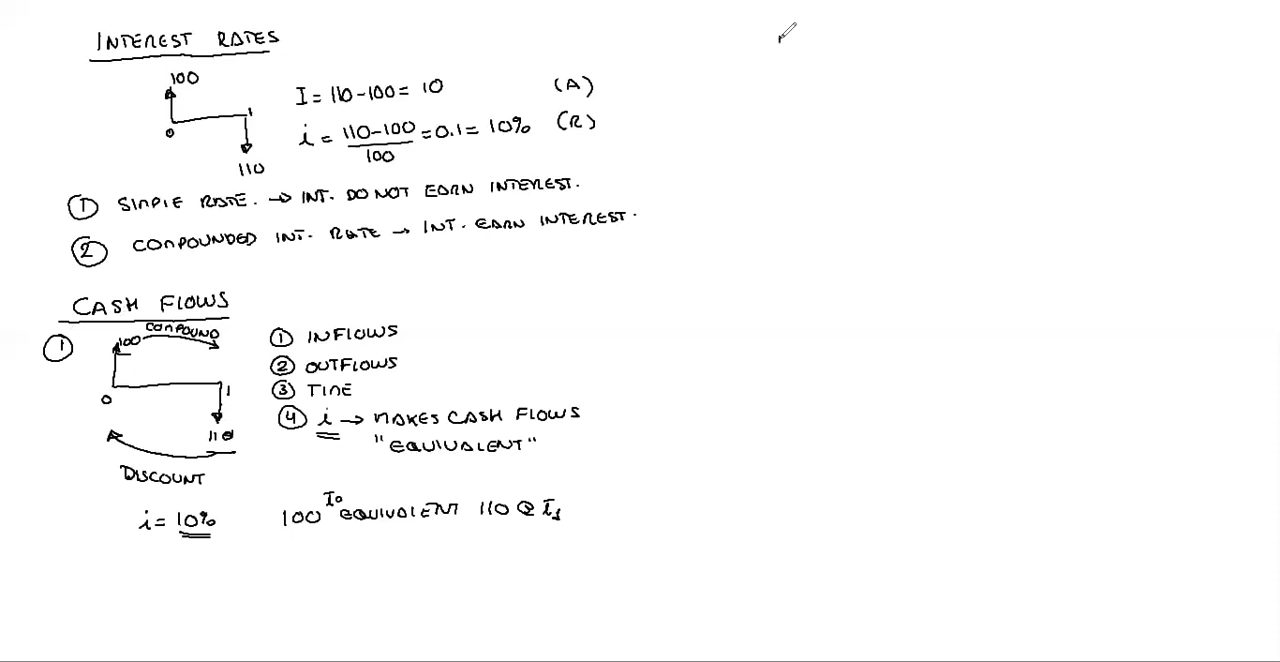 INTEREST RATES
100
I = 110-100 = 10 (A)
0 1
i = 110-100 / 100 = 0.1 = 10% (R)
110
① SIMPLE RATE. → INT. DO NOT EARN INTEREST.
② COMPOUNDED INT. RATE → INT. EARN INTEREST.
CASH FLOWS
① 100 COMPOUND
0 1
110
DISCOUNT
i = 10%
① INFLOWS
② OUTFLOWS
③ TIME
④ i → MAKES CASH FLOWS
"EQUIVALENT"
100 I₀ EQUIVALENT 110 @ I₁